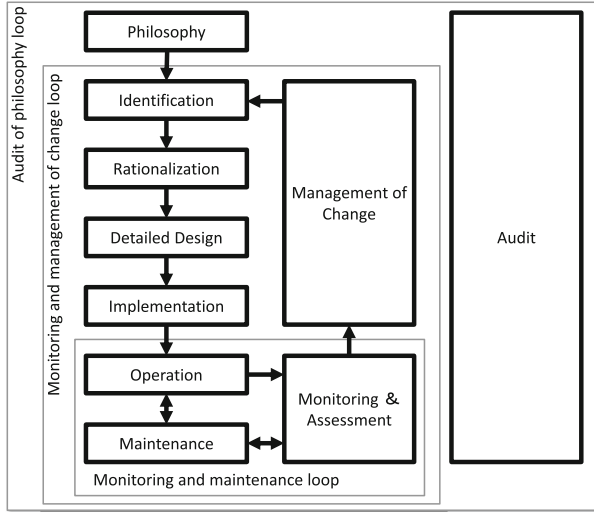 Audit of philosophy loop
Monitoring and management of change loop
Philosophy
Identification
Rationalization
Detailed Design
Implementation
Operation
Maintenance
Management of
Change
Monitoring &
Assessment
Monitoring and maintenance loop
Audit